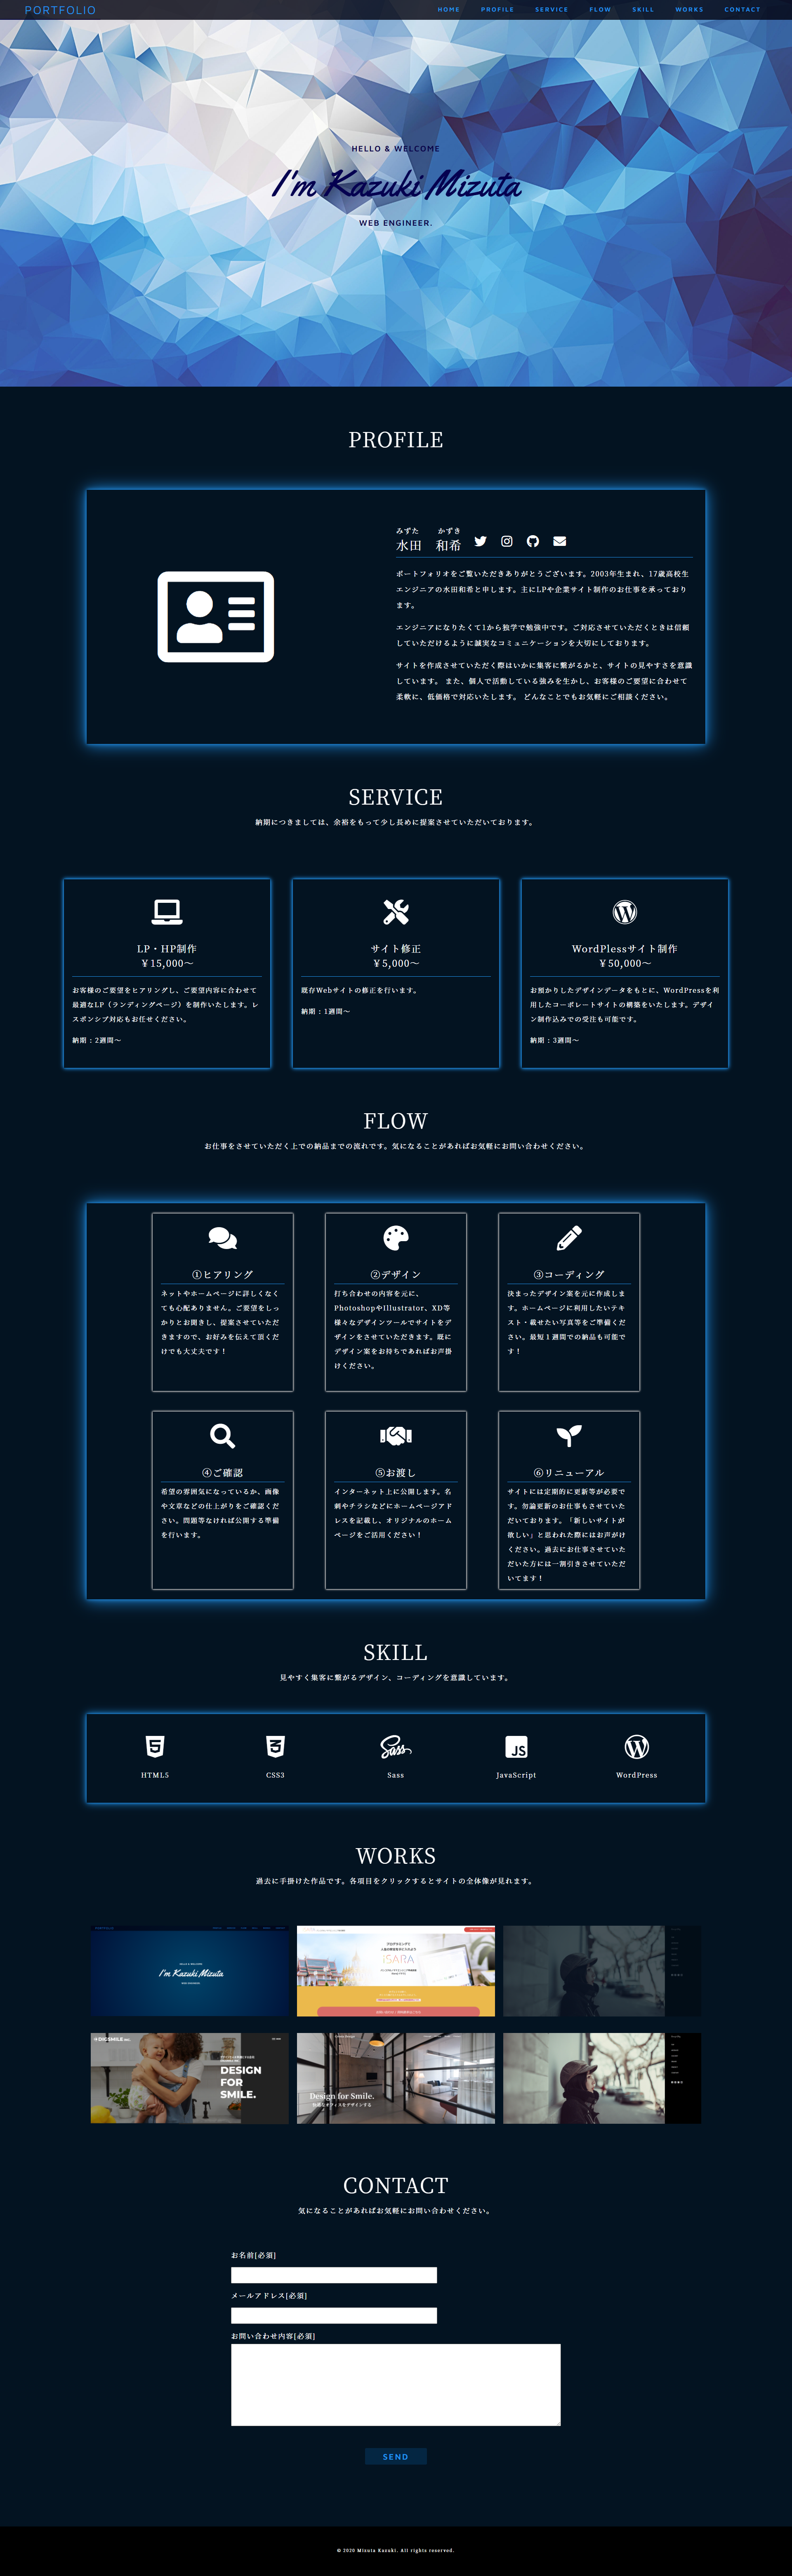 PORTFOLIO
HOME PROFILE SERVICE FLOW SKILL WORKS CONTACT
HELLO & WELCOME
I'm Kazuki Mizuta
WEB ENGINEER.
PROFILE
みずた かずき
水田 和希
ポートフォリオをご覧いただきありがとうございます。2003年生まれ、17歳高校生
エンジニアの水田和希と申します。主にLPや企業サイト制作のお仕事を承っており
ます。
エンジニアになりたくて1から独学で勉強中です。ご対応させていただくときは信頼
していただけるように誠実なコミュニケーションを大切にしております。
サイトを作成させていただく際はいかに集客に繋がるかと、サイトの見やすさを意識
しています。 また、個人で活動している強みを生かし、お客様のご要望に合わせて
柔軟に、低価格で対応いたします。 どんなことでもお気軽にご相談ください。
SERVICE
納期につきましては、余裕をもって少し長めに提案させていただいております。
LP・HP制作
￥15,000～
お客様のご要望をヒアリングし、ご要望内容に合わせて
最適なLP（ランディングページ）を制作いたします。レ
スポンシブ対応もお任せください。
納期：2週間～
サイト修正
￥5,000～
既存Webサイトの修正を行います。
納期：1週間～
WordPlessサイト制作
￥50,000～
お預かりしたデザインデータをもとに、WordPressを利
用したコーポレートサイトの構築をいたします。デザイ
ン制作込みでの受注も可能です。
納期：3週間～
FLOW
お仕事をさせていただく上での納品までの流れです。気になることがあればお気軽にお問い合わせください。
①ヒアリング
ネットやホームページに詳しくなく
ても心配ありません。ご要望をしっ
かりとお聞きし、提案させていただ
きますので、お好みを伝えて頂くだ
けでも大丈夫です！
②デザイン
打ち合わせの内容を元に、
PhotoshopやIllustrator、XD等
様々なデザインツールでサイトをデ
ザインをさせていただきます。既に
デザイン案をお持ちであればお声掛
けください。
③コーディング
決まったデザイン案を元に作成しま
す。ホームページに利用したいテキ
スト・載せたい写真等をご準備くだ
さい。最短１週間での納品も可能で
す！
④ご確認
希望の雰囲気になっているか、画像
や文章などの仕上がりをご確認くだ
さい。問題等なければ公開する準備
を行います。
⑤お渡し
インターネット上に公開します。名
刺やチラシなどにホームページアド
レスを記載し、オリジナルのホーム
ページをご活用ください！
⑥リニューアル
サイトには定期的に更新等が必要で
す。勿論更新のお仕事もさせていた
だいております。「新しいサイトが
欲しい」と思われた際にはお声がけ
ください。過去にお仕事させていた
だいた方には一割引きさせていただ
いてます！
SKILL
見やすく集客に繋がるデザイン、コーディングを意識しています。
HTML5
CSS3
Sass
JavaScript
WordPress
WORKS
過去に手掛けた作品です。各項目をクリックするとサイトの全体像が見れます。
I'm Kazuki Mizuta
プログラミングで
iSARA
DIGSMILE INC.
DESIGN
FOR
SMILE.
Design for Smile.
CONTACT
気になることがあればお気軽にお問い合わせください。
お名前[必須]
メールアドレス[必須]
お問い合わせ内容[必須]
SEND
© 2020 Mizuta Kazuki. All rights reserved.